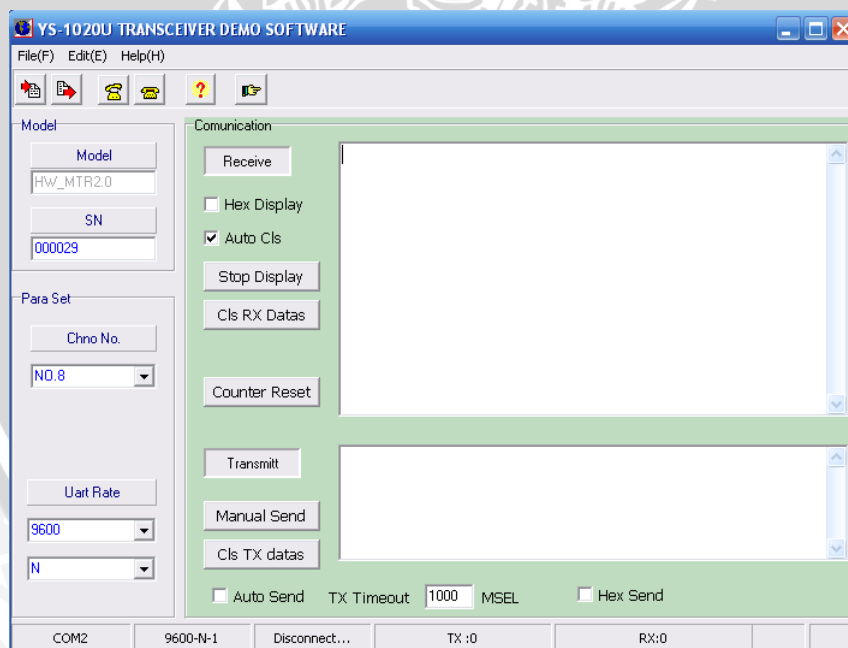 YS-1020U TRANSCEIVER DEMO SOFTWARE
File(F) Edit(E) Help(H)
Model
Model
HW_MTR2.0
SN
000029
Para Set
Chno No.
NO.8
Uart Rate
9600
N
Comunication
Receive
Hex Display
Auto Cls
Stop Display
Cls RX Datas
Counter Reset
Transmitt
Manual Send
Cls TX datas
Auto Send TX Timeout 1000 MSEL Hex Send
COM2 9600-N-1 Disconnect... TX :0 RX:0